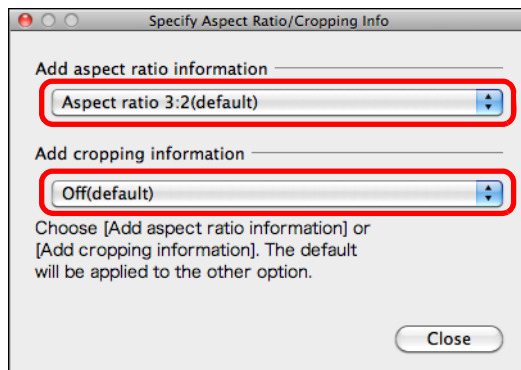 Specify Aspect Ratio/Cropping Info
Add aspect ratio information
Aspect ratio 3:2(default)
Add cropping information
Off(default)
Choose [Add aspect ratio information] or
[Add cropping information]. The default
will be applied to the other option.
Close